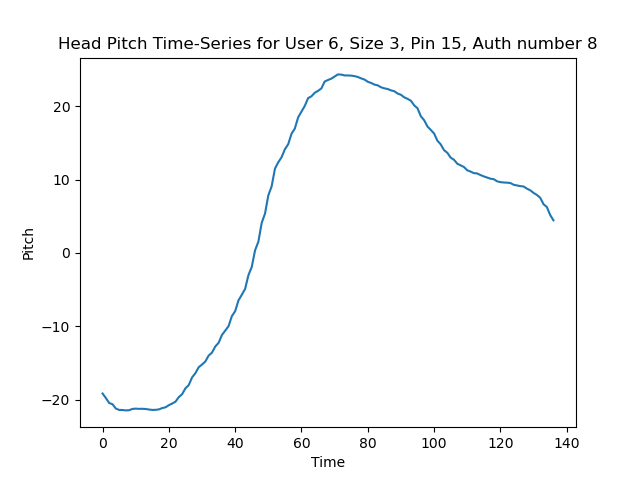 Head Pitch Time-Series for User 6, Size 3, Pin 15, Auth number 8
20
10
0
−10
−20
Pitch
0 20 40 60 80 100 120 140
Time